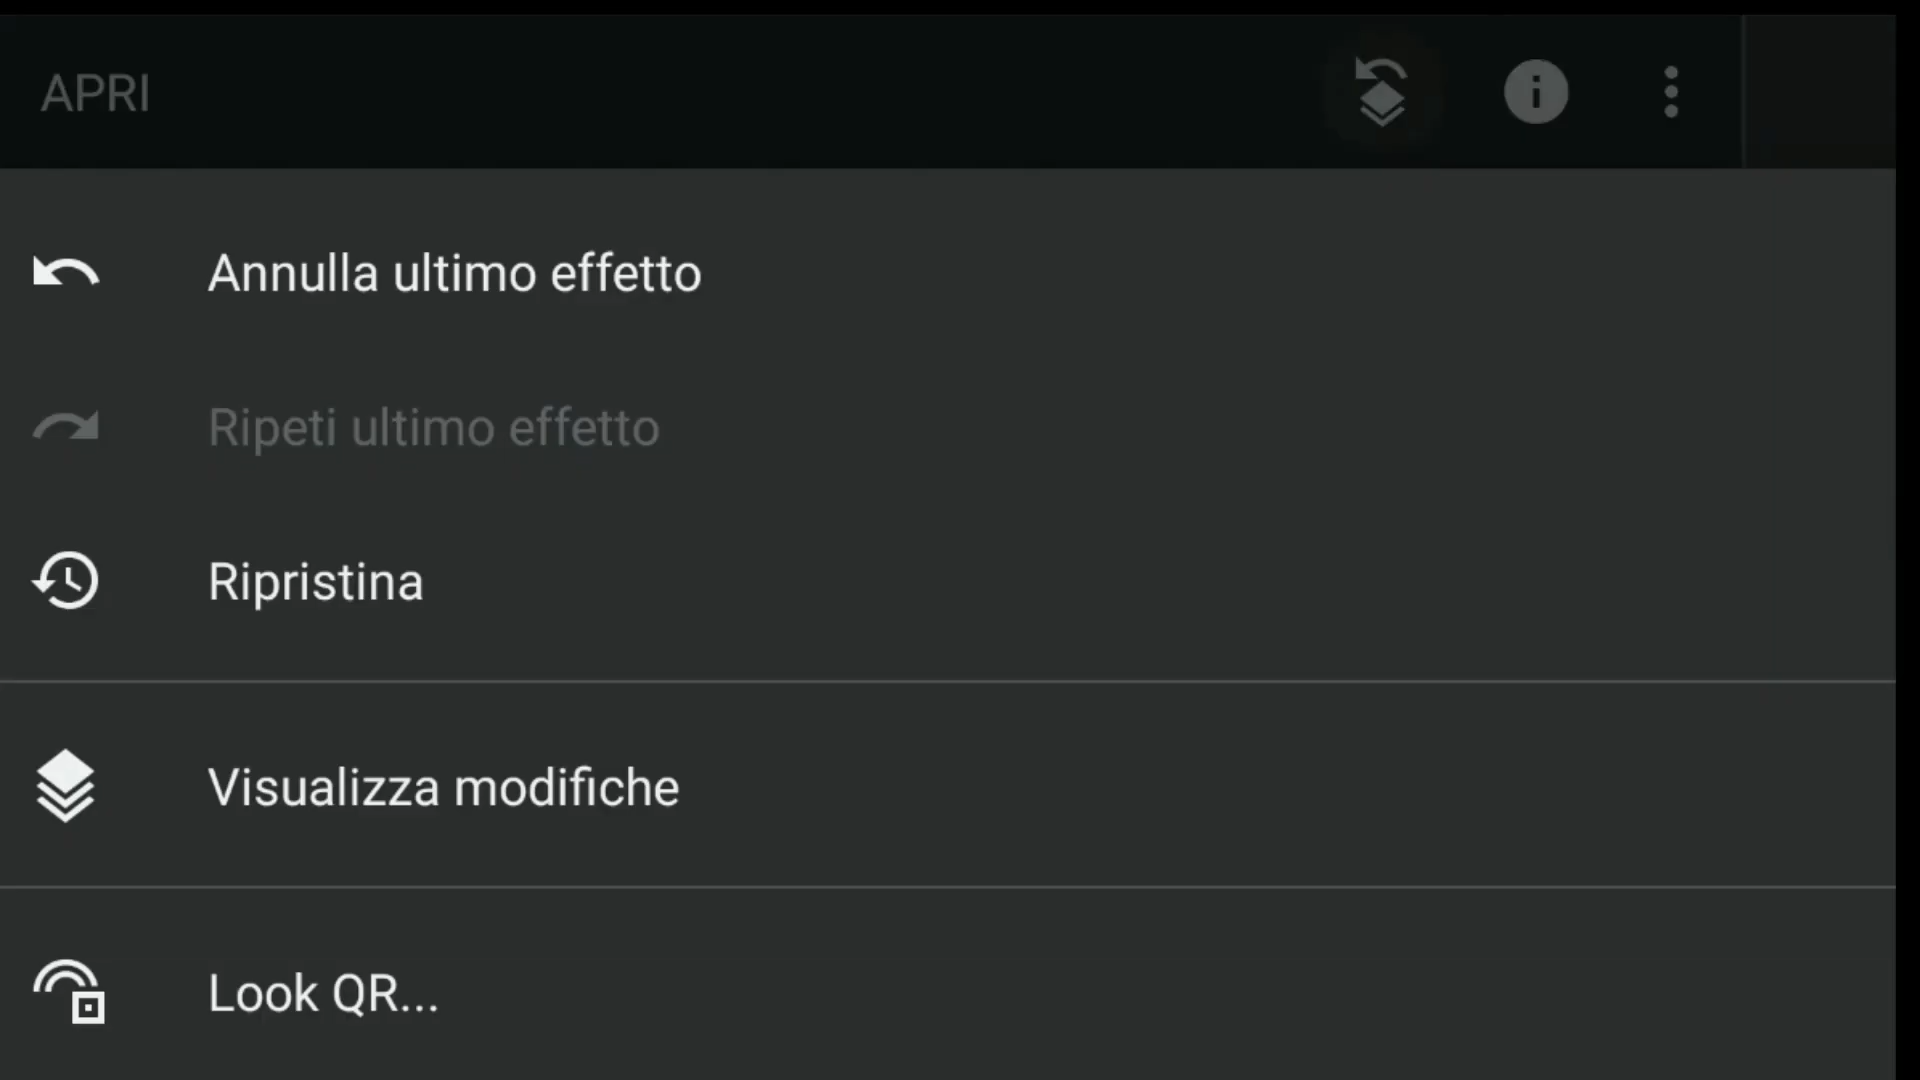 APRI
Annulla ultimo effetto
Ripeti ultimo effetto
Ripristina
Visualizza modifiche
Look QR...